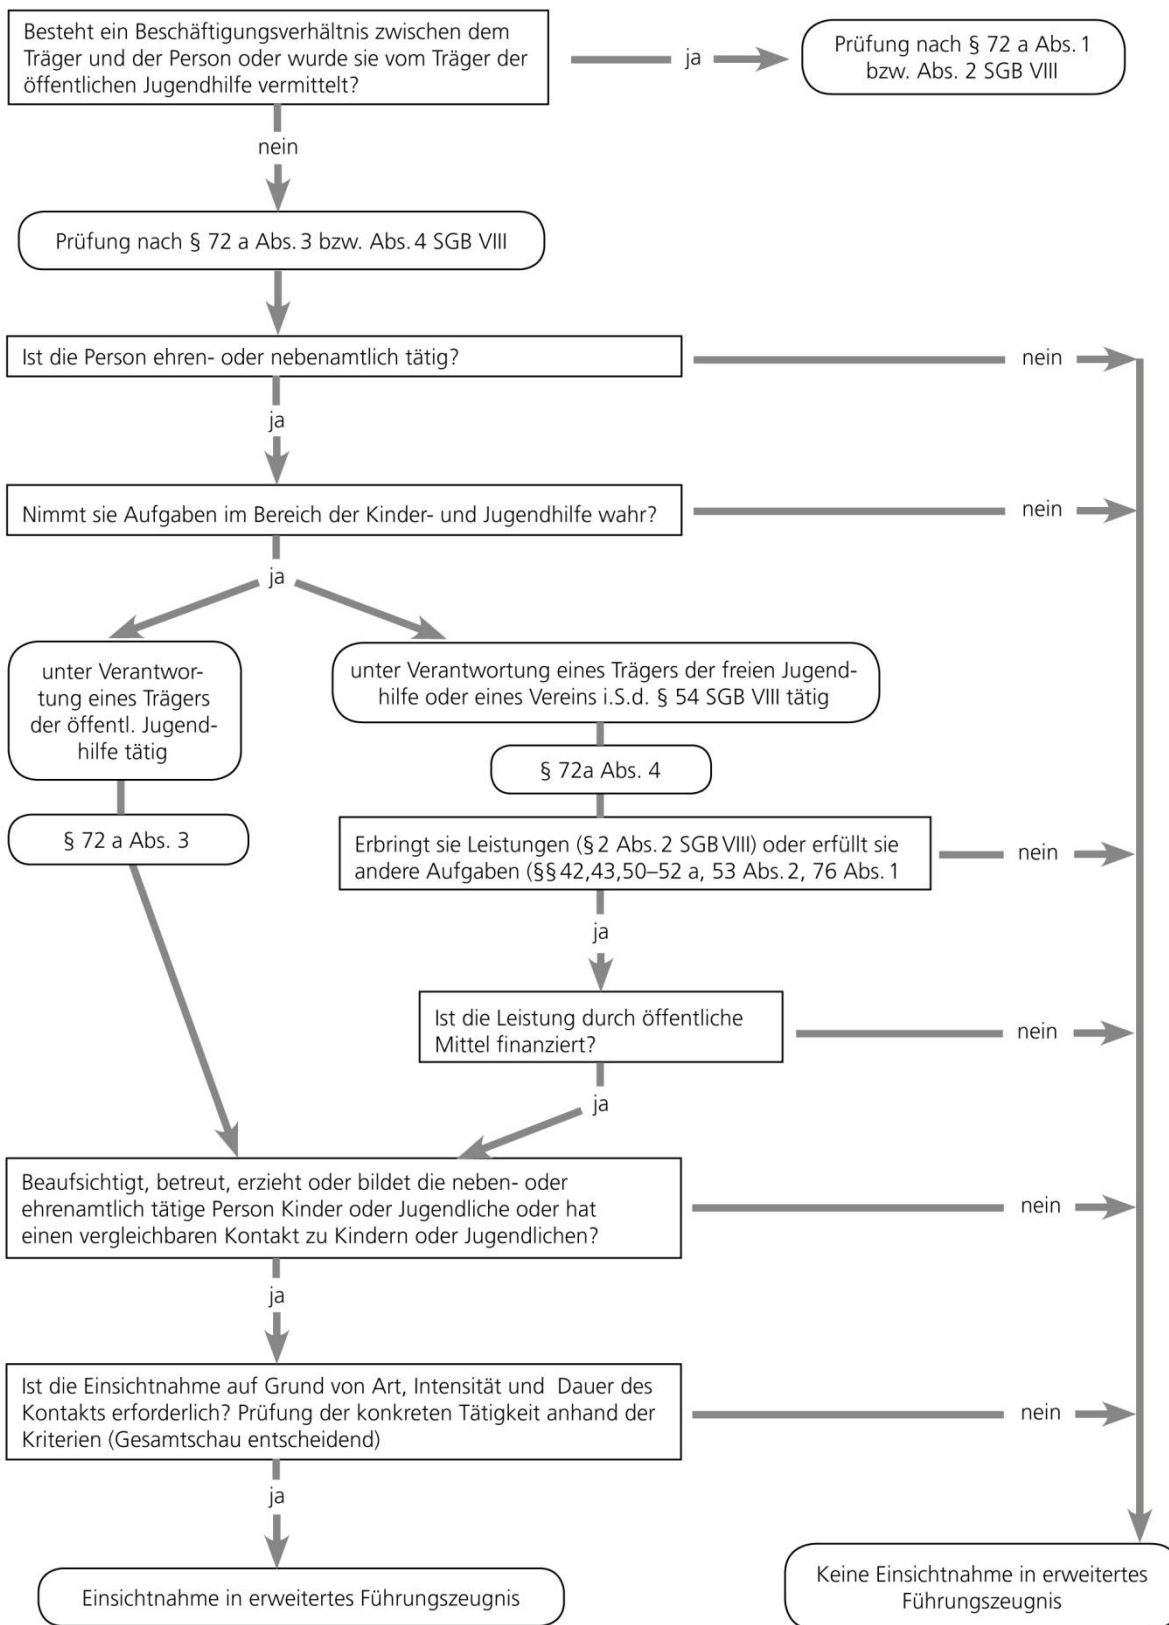 Besteht ein Beschäftigungsverhältnis zwischen dem
Träger und der Person oder wurde sie vom Träger der
öffentlichen Jugendhilfe vermittelt?
ja
Prüfung nach § 72 a Abs. 1
bzw. Abs. 2 SGB VIII
nein
Prüfung nach § 72 a Abs. 3 bzw. Abs. 4 SGB VIII
Ist die Person ehren- oder nebenamtlich tätig?
nein
ja
Nimmt sie Aufgaben im Bereich der Kinder- und Jugendhilfe wahr?
nein
ja
unter Verantwor-
tung eines Trägers
der öffentl. Jugend-
hilfe tätig
unter Verantwortung eines Trägers der freien Jugend-
hilfe oder eines Vereins i.S.d. § 54 SGB VIII tätig
§ 72a Abs. 4
§ 72 a Abs. 3
Erbringt sie Leistungen (§ 2 Abs. 2 SGB VIII) oder erfüllt sie
andere Aufgaben (§§ 42,43,50–52 a, 53 Abs. 2, 76 Abs. 1
nein
ja
Ist die Leistung durch öffentliche
Mittel finanziert?
nein
ja
Beaufsichtigt, betreut, erzieht oder bildet die neben- oder
ehrenamtlich tätige Person Kinder oder Jugendliche oder hat
einen vergleichbaren Kontakt zu Kindern oder Jugendlichen?
nein
ja
Ist die Einsichtnahme auf Grund von Art, Intensität und Dauer des
Kontakts erforderlich? Prüfung der konkreten Tätigkeit anhand der
Kriterien (Gesamtschau entscheidend)
nein
ja
Einsichtnahme in erweitertes Führungszeugnis
Keine Einsichtnahme in erweitertes
Führungszeugnis